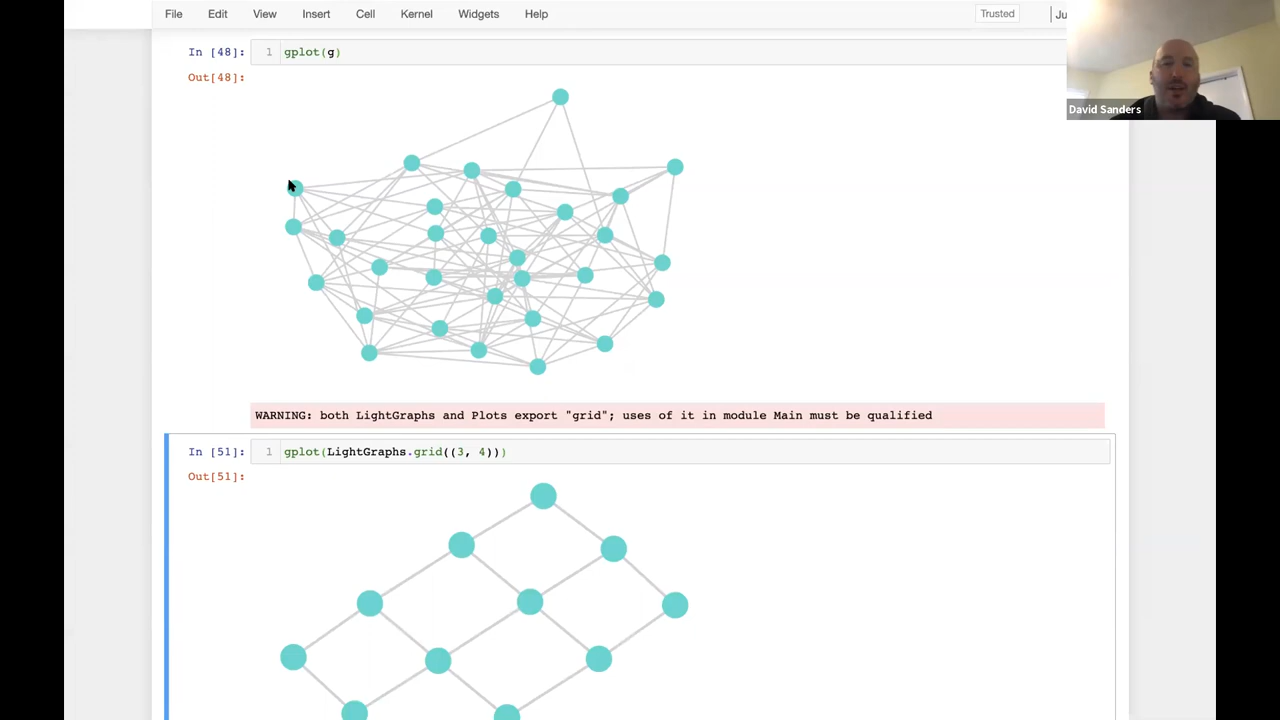 File Edit View Insert Cell Kernel Widgets Help Trusted Ju
In [48]: 1 gplot(g)
Out[48]:
David Sanders
WARNING: both LightGraphs and Plots export "grid"; uses of it in module Main must be qualified
In [51]: 1 gplot(LightGraphs.grid((3, 4)))
Out[51]: